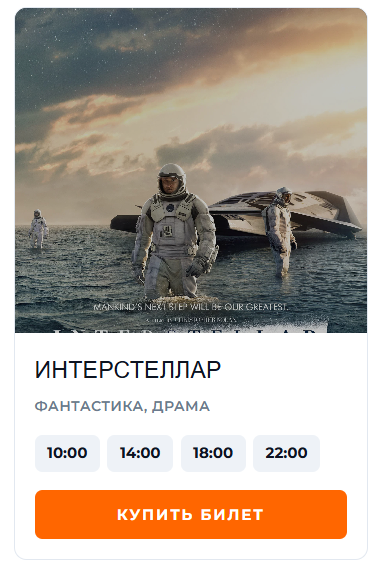 MANKIND'S NEXT STEP WILL BE OUR GREATEST.
ИНТЕРСТЕЛЛАР
ФАНТАСТИКА, ДРАМА
10:00 14:00 18:00 22:00
КУПИТЬ БИЛЕТ